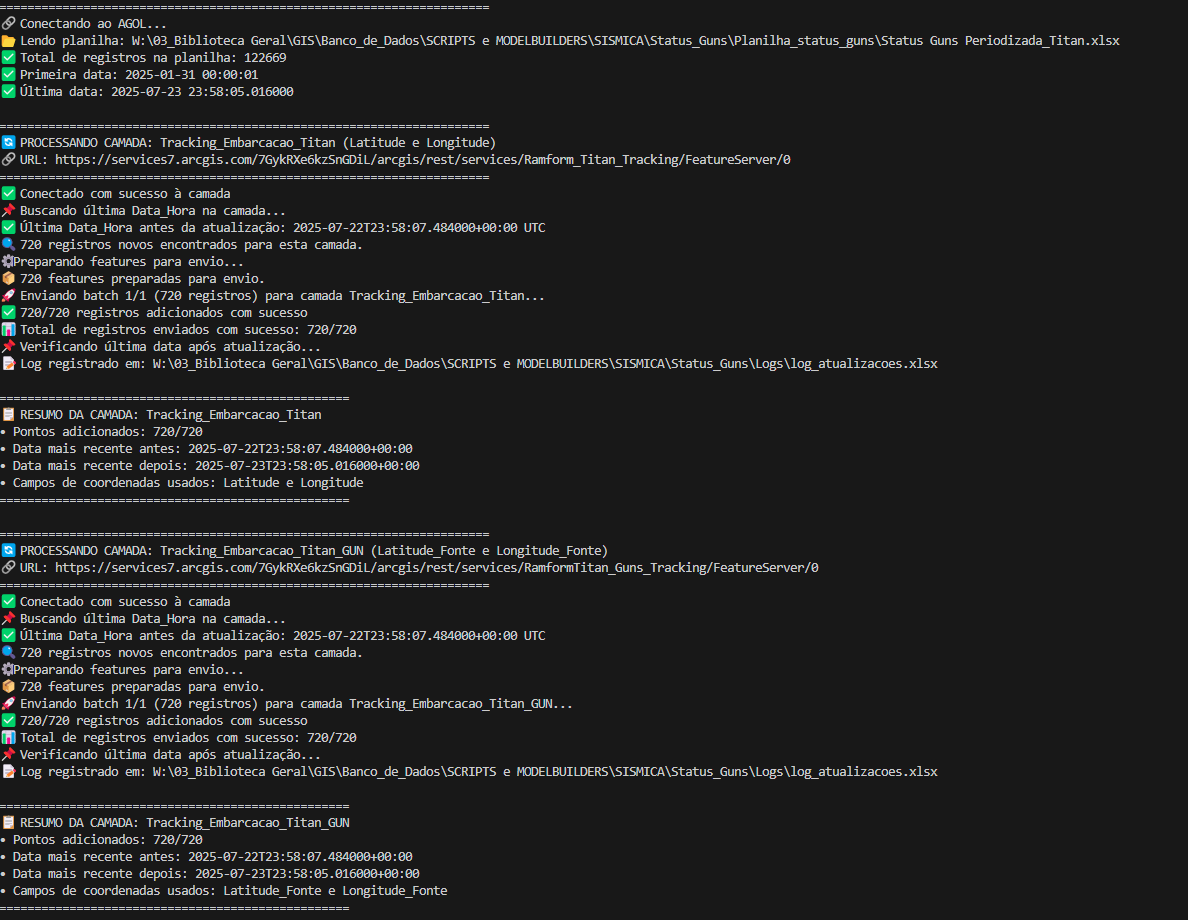 ======================================================================
🔗 Conectando ao AGOL...
📂 Lendo planilha: W:\03_Biblioteca Geral\GIS\Banco_de_Dados\SCRIPTS e MODELBUILDERS\SISMICA\Status_Guns\Planilha_status_guns\Status Guns Periodizada_Titan.xlsx
✅ Total de registros na planilha: 122669
✅ Primeira data: 2025-01-31 00:00:01
✅ Última data: 2025-07-23 23:58:05.016000
======================================================================
🔄 PROCESSANDO CAMADA: Tracking_Embarcacao_Titan (Latitude e Longitude)
🔗 URL: https://services7.arcgis.com/7GykRXe6kzSnGDiL/arcgis/rest/services/Ramform_Titan_Tracking/FeatureServer/0
======================================================================
✅ Conectado com sucesso à camada
📌 Buscando última Data_Hora na camada...
✅ Última Data_Hora antes da atualização: 2025-07-22T23:58:07.484000+00:00 UTC
🔍 720 registros novos encontrados para esta camada.
⚙️Preparando features para envio...
📦 720 features preparadas para envio.
🚀 Enviando batch 1/1 (720 registros) para camada Tracking_Embarcacao_Titan...
✅ 720/720 registros adicionados com sucesso
📊 Total de registros enviados com sucesso: 720/720
📌 Verificando última data após atualização...
📝 Log registrado em: W:\03_Biblioteca Geral\GIS\Banco_de_Dados\SCRIPTS e MODELBUILDERS\SISMICA\Status_Guns\Logs\log_atualizacoes.xlsx
==================================================
📋 RESUMO DA CAMADA: Tracking_Embarcacao_Titan
• Pontos adicionados: 720/720
• Data mais recente antes: 2025-07-22T23:58:07.484000+00:00
• Data mais recente depois: 2025-07-23T23:58:05.016000+00:00
• Campos de coordenadas usados: Latitude e Longitude
==================================================
======================================================================
🔄 PROCESSANDO CAMADA: Tracking_Embarcacao_Titan_GUN (Latitude_Fonte e Longitude_Fonte)
🔗 URL: https://services7.arcgis.com/7GykRXe6kzSnGDiL/arcgis/rest/services/RamformTitan_Guns_Tracking/FeatureServer/0
======================================================================
✅ Conectado com sucesso à camada
📌 Buscando última Data_Hora na camada...
✅ Última Data_Hora antes da atualização: 2025-07-22T23:58:07.484000+00:00 UTC
🔍 720 registros novos encontrados para esta camada.
⚙️Preparando features para envio...
📦 720 features preparadas para envio.
🚀 Enviando batch 1/1 (720 registros) para camada Tracking_Embarcacao_Titan_GUN...
✅ 720/720 registros adicionados com sucesso
📊 Total de registros enviados com sucesso: 720/720
📌 Verificando última data após atualização...
📝 Log registrado em: W:\03_Biblioteca Geral\GIS\Banco_de_Dados\SCRIPTS e MODELBUILDERS\SISMICA\Status_Guns\Logs\log_atualizacoes.xlsx
==================================================
📋 RESUMO DA CAMADA: Tracking_Embarcacao_Titan_GUN
• Pontos adicionados: 720/720
• Data mais recente antes: 2025-07-22T23:58:07.484000+00:00
• Data mais recente depois: 2025-07-23T23:58:05.016000+00:00
• Campos de coordenadas usados: Latitude_Fonte e Longitude_Fonte
==================================================